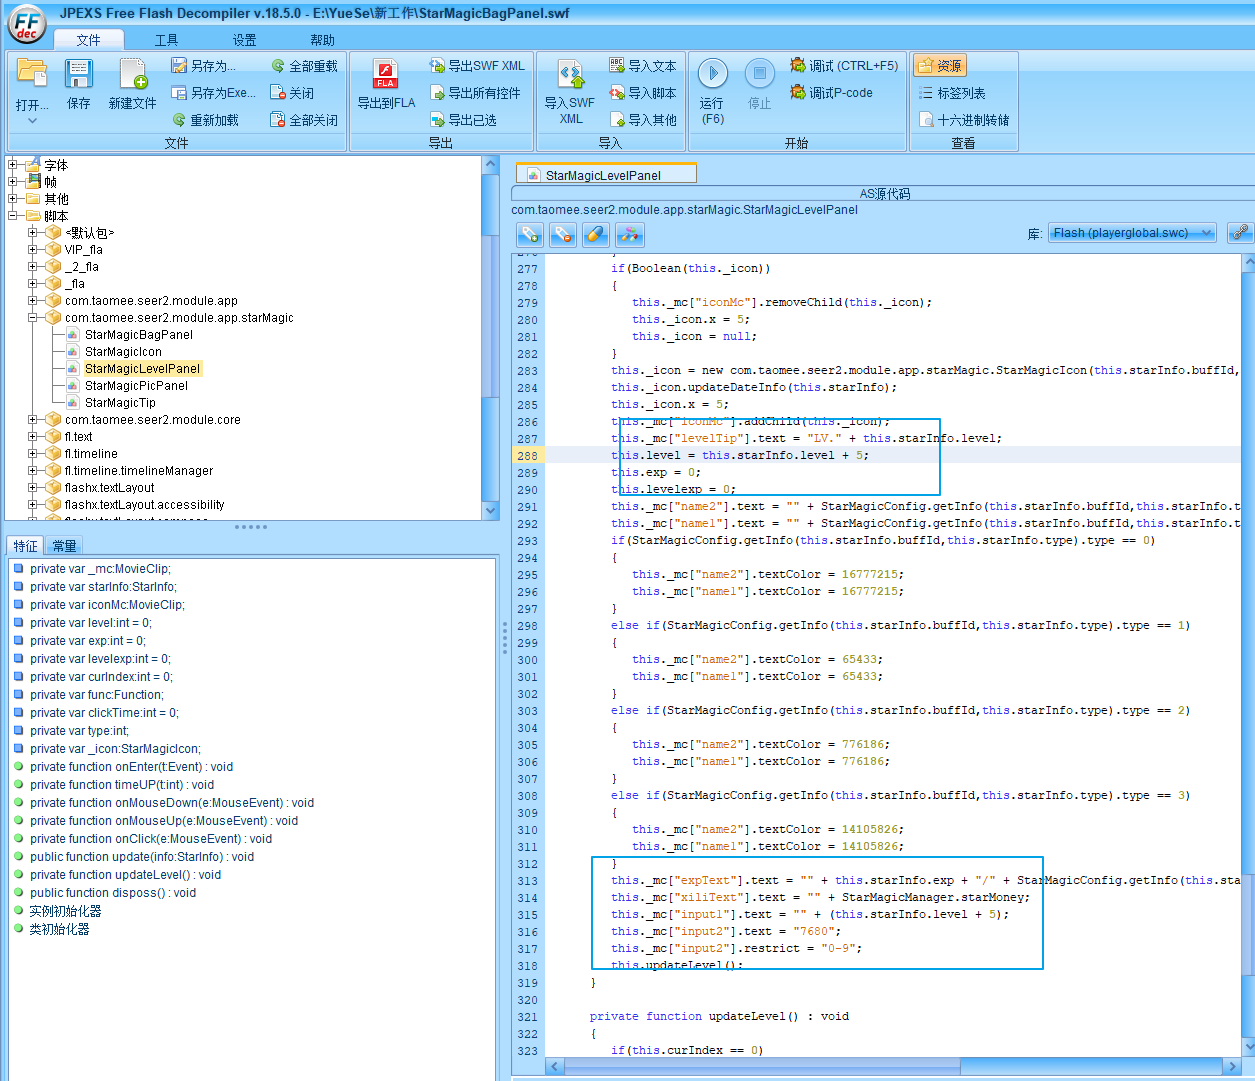 JPEXS Free Flash Decompiler v.18.5.0 - E:\YueSe\新工作\StarMagicBagPanel.swf
FF
dec
文件 工具 设置 帮助
打开... 保存 新建文件 另存为... 另存为Exe... 重新加载 全部重载 关闭 全部关闭
文件
导出到FLA 导出SWF XML 导出所有控件 导出已选
导出
导入SWF XML 导入文本 导入脚本 导入其他
导入
运行 (F6) 停止 调试 (CTRL+F5) 调试P-code
开始
资源 标签列表 十六进制转储
查看
字体
帧
其他
脚本
<默认包>
VIP_fla
_2_fla
_fla
com.taomee.seer2.module.app
com.taomee.seer2.module.app.starMagic
StarMagicBagPanel
StarMagicIcon
StarMagicLevelPanel
StarMagicPicPanel
StarMagicTip
com.taomee.seer2.module.core
fl.text
fl.timeline
fl.timeline.timelineManager
flashx.textLayout
flashx.textLayout.accessibility
特征 常量
private var _mc:MovieClip;
private var starInfo:StarInfo;
private var iconMc:MovieClip;
private var level:int = 0;
private var exp:int = 0;
private var levelexp:int = 0;
private var curIndex:int = 0;
private var func:Function;
private var clickTime:int = 0;
private var type:int;
private var _icon:StarMagicIcon;
private function onEnter(t:Event) : void
private function timeUP(t:int) : void
private function onMouseDown(e:MouseEvent) : void
private function onMouseUp(e:MouseEvent) : void
private function onClick(e:MouseEvent) : void
public function update(info:StarInfo) : void
private function updateLevel() : void
public function disposs() : void
实例初始化器
类初始化器
StarMagicLevelPanel
AS源代码
com.taomee.seer2.module.app.starMagic.StarMagicLevelPanel
库: Flash (playerglobal.swc)
277 if(Boolean(this._icon))
278 {
279 this._mc["iconMc"].removeChild(this._icon);
280 this._icon.x = 5;
281 this._icon = null;
282 }
283 this._icon = new com.taomee.seer2.module.app.starMagic.StarMagicIcon(this.starInfo.buffId,
284 this._icon.updateDateInfo(this.starInfo);
285 this._icon.x = 5;
286 this._mc["iconMc"].addChild(this._icon);
287 this._mc["levelTip"].text = "LV." + this.starInfo.level;
288 this.level = this.starInfo.level + 5;
289 this.exp = 0;
290 this.levelexp = 0;
291 this._mc["name2"].text = "" + StarMagicConfig.getInfo(this.starInfo.buffId,this.starInfo.t
292 this._mc["name1"].text = "" + StarMagicConfig.getInfo(this.starInfo.buffId,this.starInfo.t
293 if(StarMagicConfig.getInfo(this.starInfo.buffId,this.starInfo.type).type == 0)
294 {
295 this._mc["name2"].textColor = 16777215;
296 this._mc["name1"].textColor = 16777215;
297 }
298 else if(StarMagicConfig.getInfo(this.starInfo.buffId,this.starInfo.type).type == 1)
299 {
300 this._mc["name2"].textColor = 65433;
301 this._mc["name1"].textColor = 65433;
302 }
303 else if(StarMagicConfig.getInfo(this.starInfo.buffId,this.starInfo.type).type == 2)
304 {
305 this._mc["name2"].textColor = 776186;
306 this._mc["name1"].textColor = 776186;
307 }
308 else if(StarMagicConfig.getInfo(this.starInfo.buffId,this.starInfo.type).type == 3)
309 {
310 this._mc["name2"].textColor = 14105826;
311 this._mc["name1"].textColor = 14105826;
312 }
313 this._mc["expText"].text = "" + this.starInfo.exp + "/" + StarMagicConfig.getInfo(this.sta
314 this._mc["xiliText"].text = "" + StarMagicManager.starMoney;
315 this._mc["input1"].text = "" + (this.starInfo.level + 5);
316 this._mc["input2"].text = "7680";
317 this._mc["input2"].restrict = "0-9";
318 this.updateLevel();
319 }
320
321 private function updateLevel() : void
322 {
323 if(this.curIndex == 0)